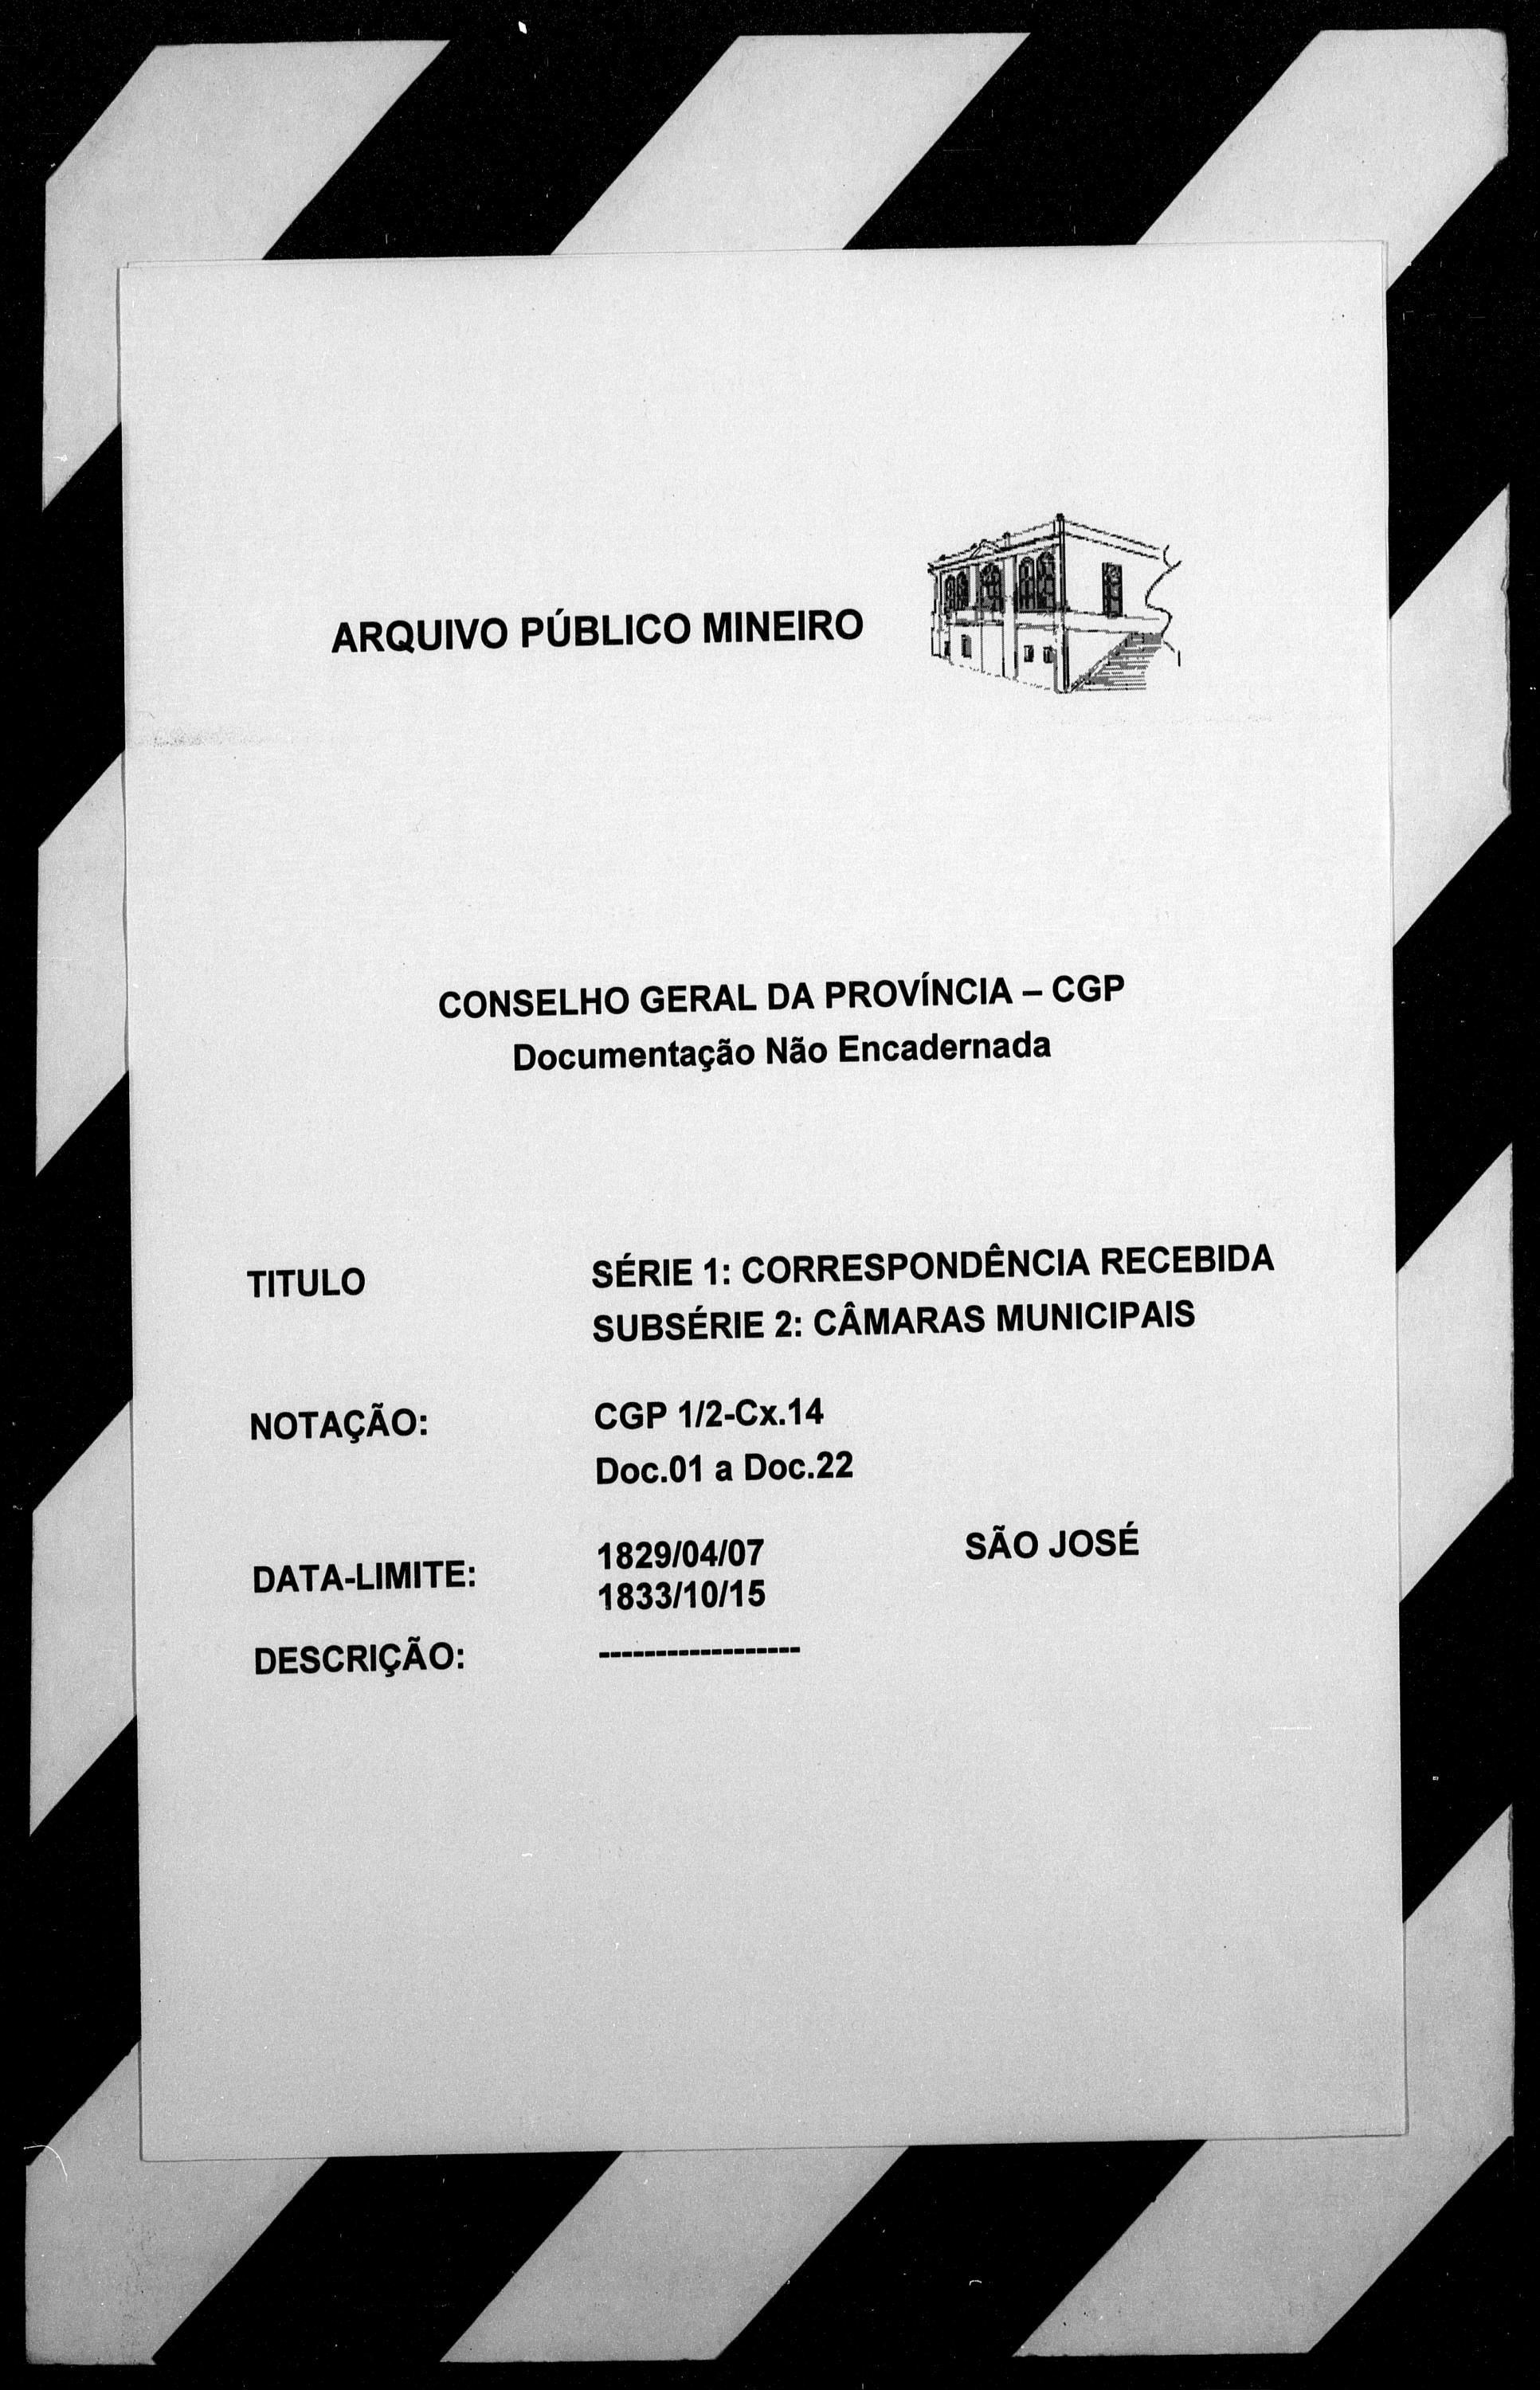 ARQUIVO PÚBLICO MINEIRO
CONSELHO GERAL DA PROVÍNCIA – CGP
Documentação Não Encadernada
TITULO SÉRIE 1: CORRESPONDÊNCIA RECEBIDA
SUBSÉRIE 2: CÂMARAS MUNICIPAIS
NOTAÇÃO: CGP 1/2-Cx.14
Doc.01 a Doc.22
DATA-LIMITE: 1829/04/07 SÃO JOSÉ
1833/10/15
DESCRIÇÃO: -------------------